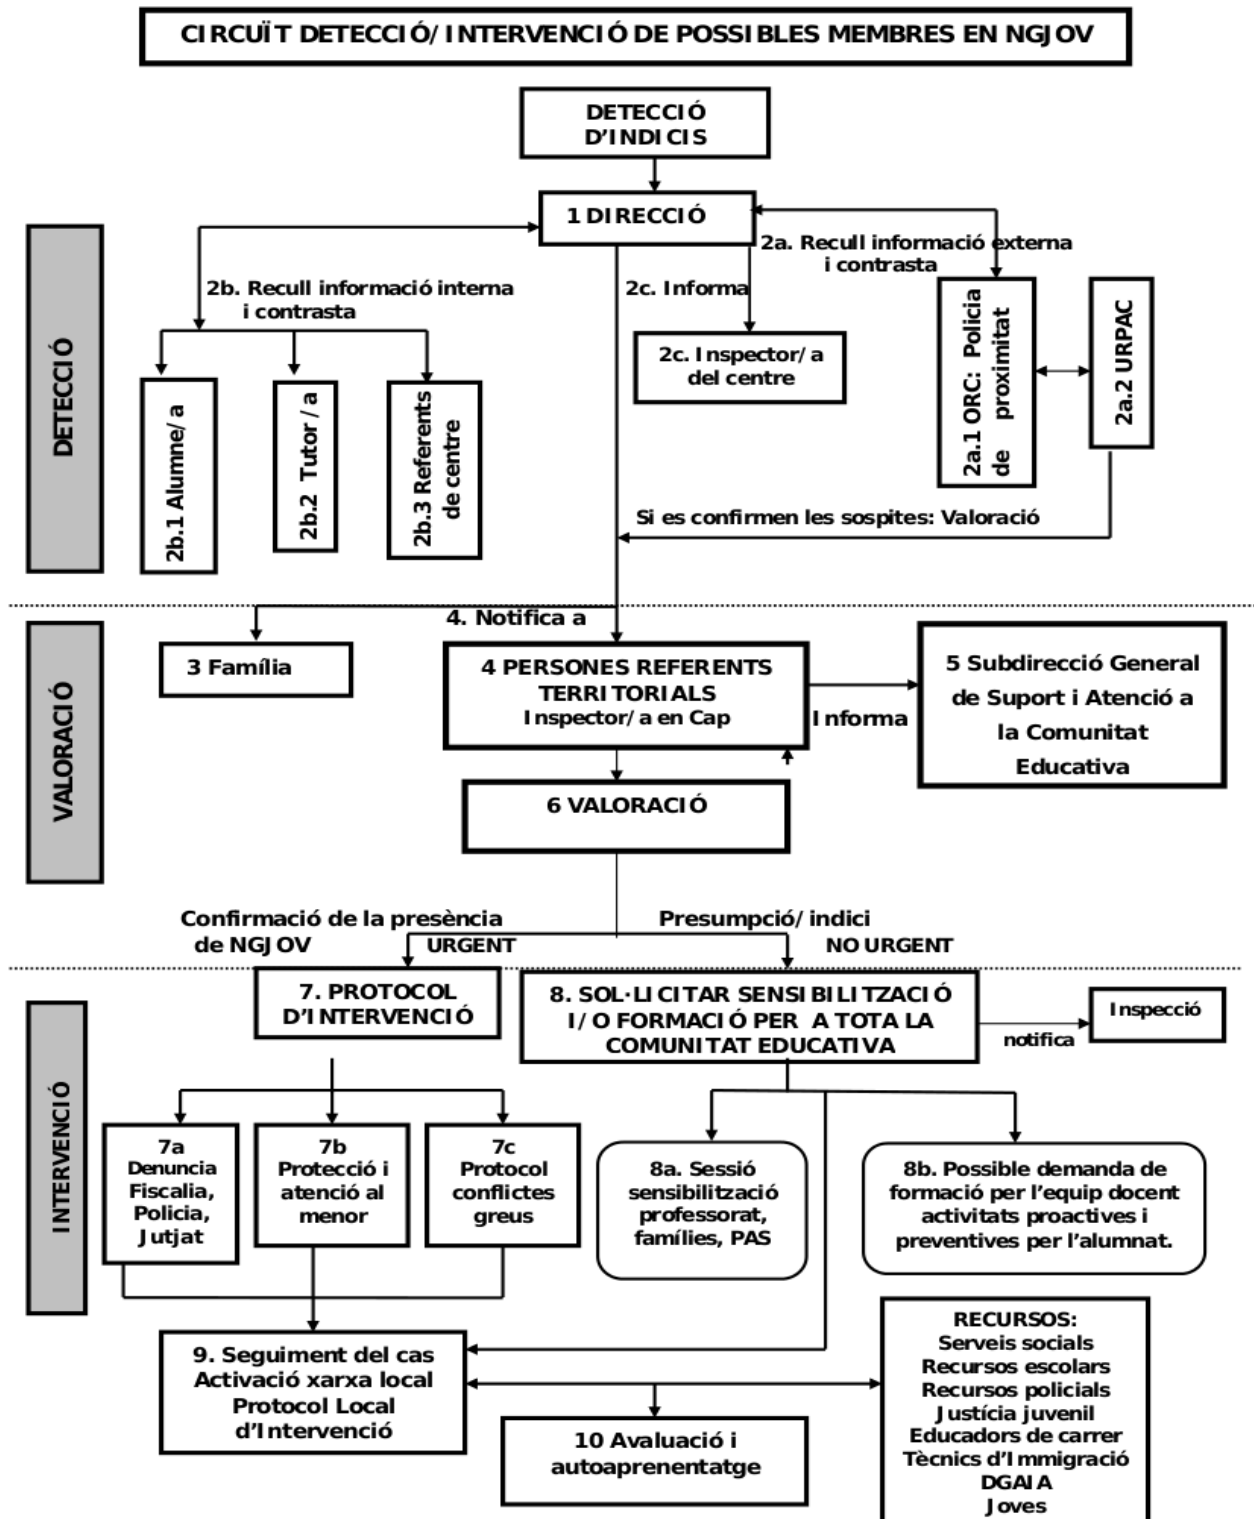 CIRCUÏT DETECCIÓ/INTERVENCIÓ DE POSSIBLES MEMBRES EN NGJOV
DETECCIÓ
D'INDICIS
1 DIRECCIÓ
DETECCIÓ
2a. Recull informació externa
i contrasta
2b. Recull informació interna
i contrasta
2c. Informa
2c. Inspector/a
del centre
2b.1 Alumne/a
2b.2 Tutor /a
2b.3 Referents
de centre
2a.1 ORC: Policia
de proximitat
2a.2 URPAC
Si es confirmen les sospites: Valoració
VALORACIÓ
4. Notifica a
3 Família
4 PERSONES REFERENTS
TERRITORIALS
Inspector/a en Cap
Informa
5 Subdirecció General
de Suport i Atenció a
la Comunitat
Educativa
6 VALORACIÓ
Confirmació de la presència
de NGJOV
URGENT
Presumpció/indici
NO URGENT
INTERVENCIÓ
7. PROTOCOL
D'INTERVENCIÓ
8. SOL·LICITAR SENSIBILITZACIÓ
I/O FORMACIÓ PER A TOTA LA
COMUNITAT EDUCATIVA
notifica
Inspecció
7a
Denuncia
Fiscalia,
Policia,
Jutjat
7b
Protecció i
atenció al
menor
7c
Protocol
conflictes
greus
8a. Sessió
sensibilització
professorat,
famílies, PAS
8b. Possible demanda de
formació per l'equip docent
activitats proactives i
preventives per l'alumnat.
9. Seguiment del cas
Activació xarxa local
Protocol Local
d'Intervenció
10 Avaluació i
autoaprenentatge
RECURSOS:
Serveis socials
Recursos escolars
Recursos policials
Justícia juvenil
Educadors de carrer
Tècnics d'Immigració
DGAIA
Joves